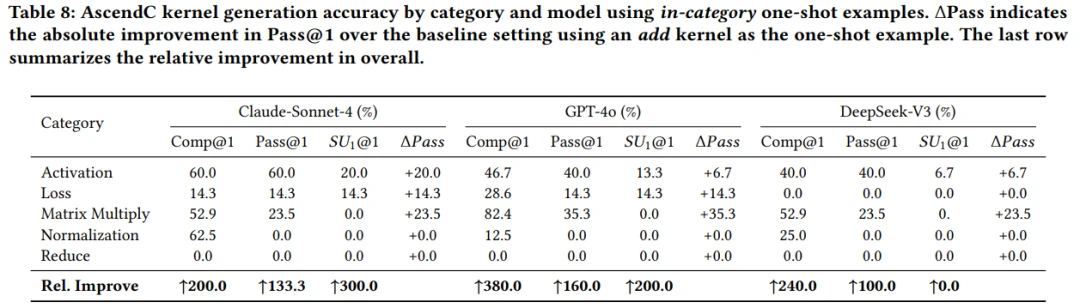 Table 8: AscendC kernel generation accuracy by category and model using in-category one-shot examples. ΔPass indicates
the absolute improvement in Pass@1 over the baseline setting using an add kernel as the one-shot example. The last row
summarizes the relative improvement in overall.
Category Claude-Sonnet-4 (%) GPT-4o (%) DeepSeek-V3 (%)
Comp@1 Pass@1 SU₁@1 ΔPass Comp@1 Pass@1 SU₁@1 ΔPass Comp@1 Pass@1 SU₁@1 ΔPass
Activation 60.0 60.0 20.0 +20.0 46.7 40.0 13.3 +6.7 40.0 40.0 6.7 +6.7
Loss 14.3 14.3 14.3 +14.3 28.6 14.3 14.3 +14.3 0.0 0.0 0.0 +0.0
Matrix Multiply 52.9 23.5 0.0 +23.5 82.4 35.3 0.0 +35.3 52.9 23.5 0. +23.5
Normalization 62.5 0.0 0.0 +0.0 12.5 0.0 0.0 +0.0 25.0 0.0 0.0 +0.0
Reduce 0.0 0.0 0.0 +0.0 0.0 0.0 0.0 +0.0 0.0 0.0 0.0 +0.0
Rel. Improve ↑200.0 ↑133.3 ↑300.0 ↑380.0 ↑160.0 ↑200.0 ↑240.0 ↑100.0 ↑0.0